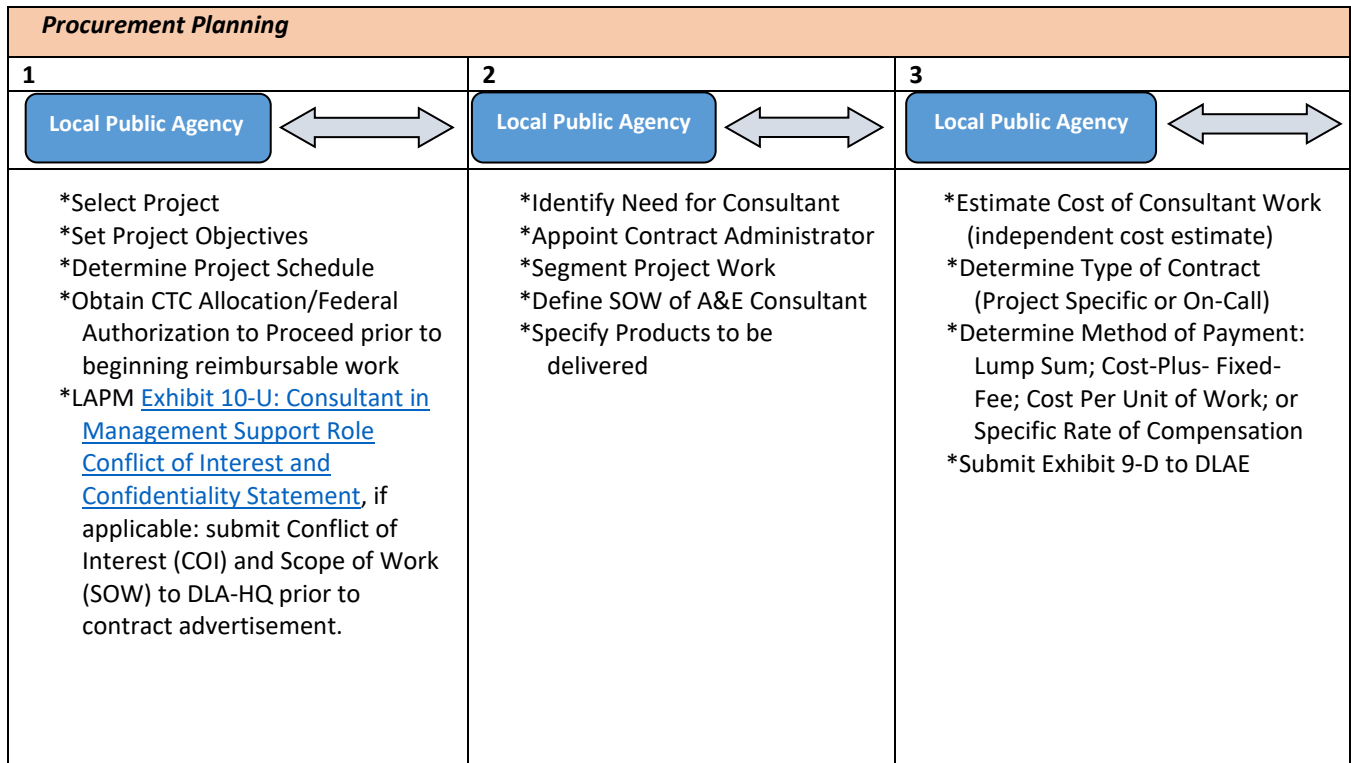 Procurement Planning
1
Local Public Agency
*Select Project
*Set Project Objectives
*Determine Project Schedule
*Obtain CTC Allocation/Federal
Authorization to Proceed prior to
beginning reimbursable work
*LAPM Exhibit 10-U: Consultant in
Management Support Role
Conflict of Interest and
Confidentiality Statement, if
applicable: submit Conflict of
Interest (COI) and Scope of Work
(SOW) to DLA-HQ prior to
contract advertisement.
2
Local Public Agency
*Identify Need for Consultant
*Appoint Contract Administrator
*Segment Project Work
*Define SOW of A&E Consultant
*Specify Products to be
delivered
3
Local Public Agency
*Estimate Cost of Consultant Work
(independent cost estimate)
*Determine Type of Contract
(Project Specific or On-Call)
*Determine Method of Payment:
Lump Sum; Cost-Plus- Fixed-
Fee; Cost Per Unit of Work; or
Specific Rate of Compensation
*Submit Exhibit 9-D to DLAE